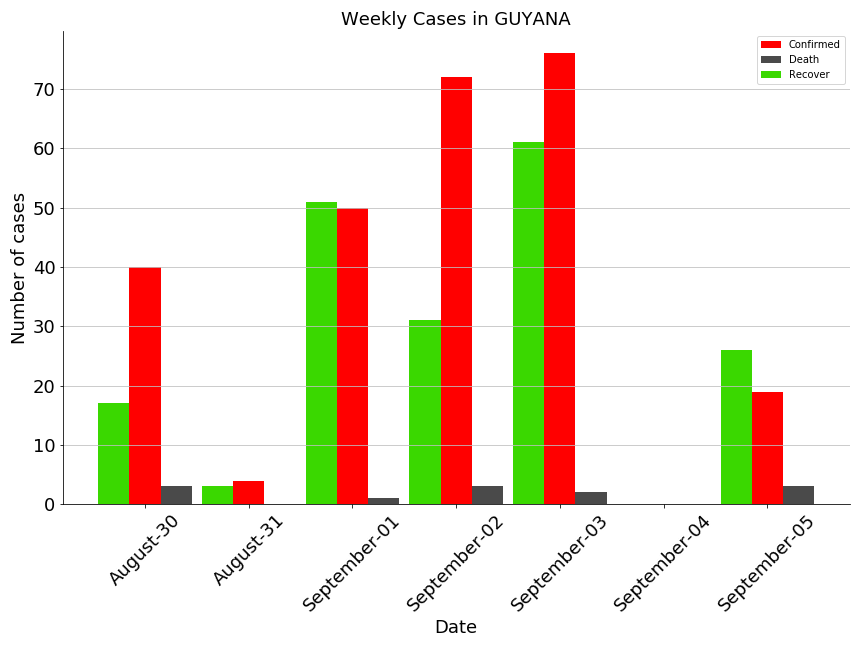 Weekly Cases in GUYANA
Confirmed
Death
Recover
Number of cases
70
60
50
40
30
20
10
0
August-30
August-31
September-01
September-02
September-03
September-04
September-05
Date